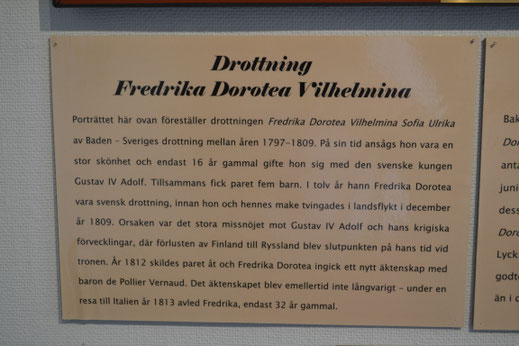 Drottning
Fredrika Dorotea Vilhelmina
Porträttet här ovan föreställer drottningen Fredrika Dorotea Vilhelmina Sofia Ulrika
av Baden – Sveriges drottning mellan åren 1797-1809. På sin tid ansågs hon vara en
stor skönhet och endast 16 år gammal gifte hon sig med den svenske kungen
Gustav IV Adolf. Tillsammans fick paret fem barn. I tolv år hann Fredrika Dorotea
vara svensk drottning, innan hon och hennes make tvingades i landsflykt i december
år 1809. Orsaken var det stora missnöjet mot Gustav IV Adolf och hans krigiska
förvecklingar, där förlusten av Finland till Ryssland blev slutpunkten på hans tid vid
tronen. År 1812 skildes paret åt och Fredrika Dorotea ingick ett nytt äktenskap med
baron de Pollier Vernaud. Det äktenskapet blev emellertid inte långvarigt – under en
resa till Italien år 1813 avled Fredrika, endast 32 år gammal.
Bak
Dor
anta
juni
dess
Doro
Lyck
godt
än i d